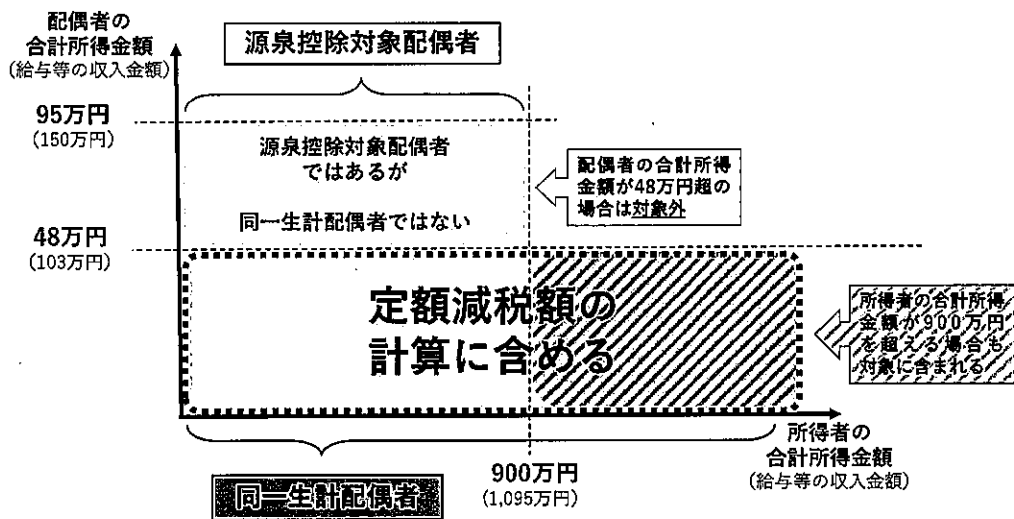 配偶者の
合計所得金額
(給与等の収入金額)
源泉控除対象配偶者
95万円
(150万円)
源泉控除対象配偶者
ではあるが
同一生計配偶者ではない
配偶者の合計所得
金額が48万円超の
場合は対象外
48万円
(103万円)
定額減税額の
計算に含める
所得者の合計所得
金額が900万円
を超える場合も
対象に含まれる
所得者の
合計所得金額
(給与等の収入金額)
900万円
(1,095万円)
同一生計配偶者